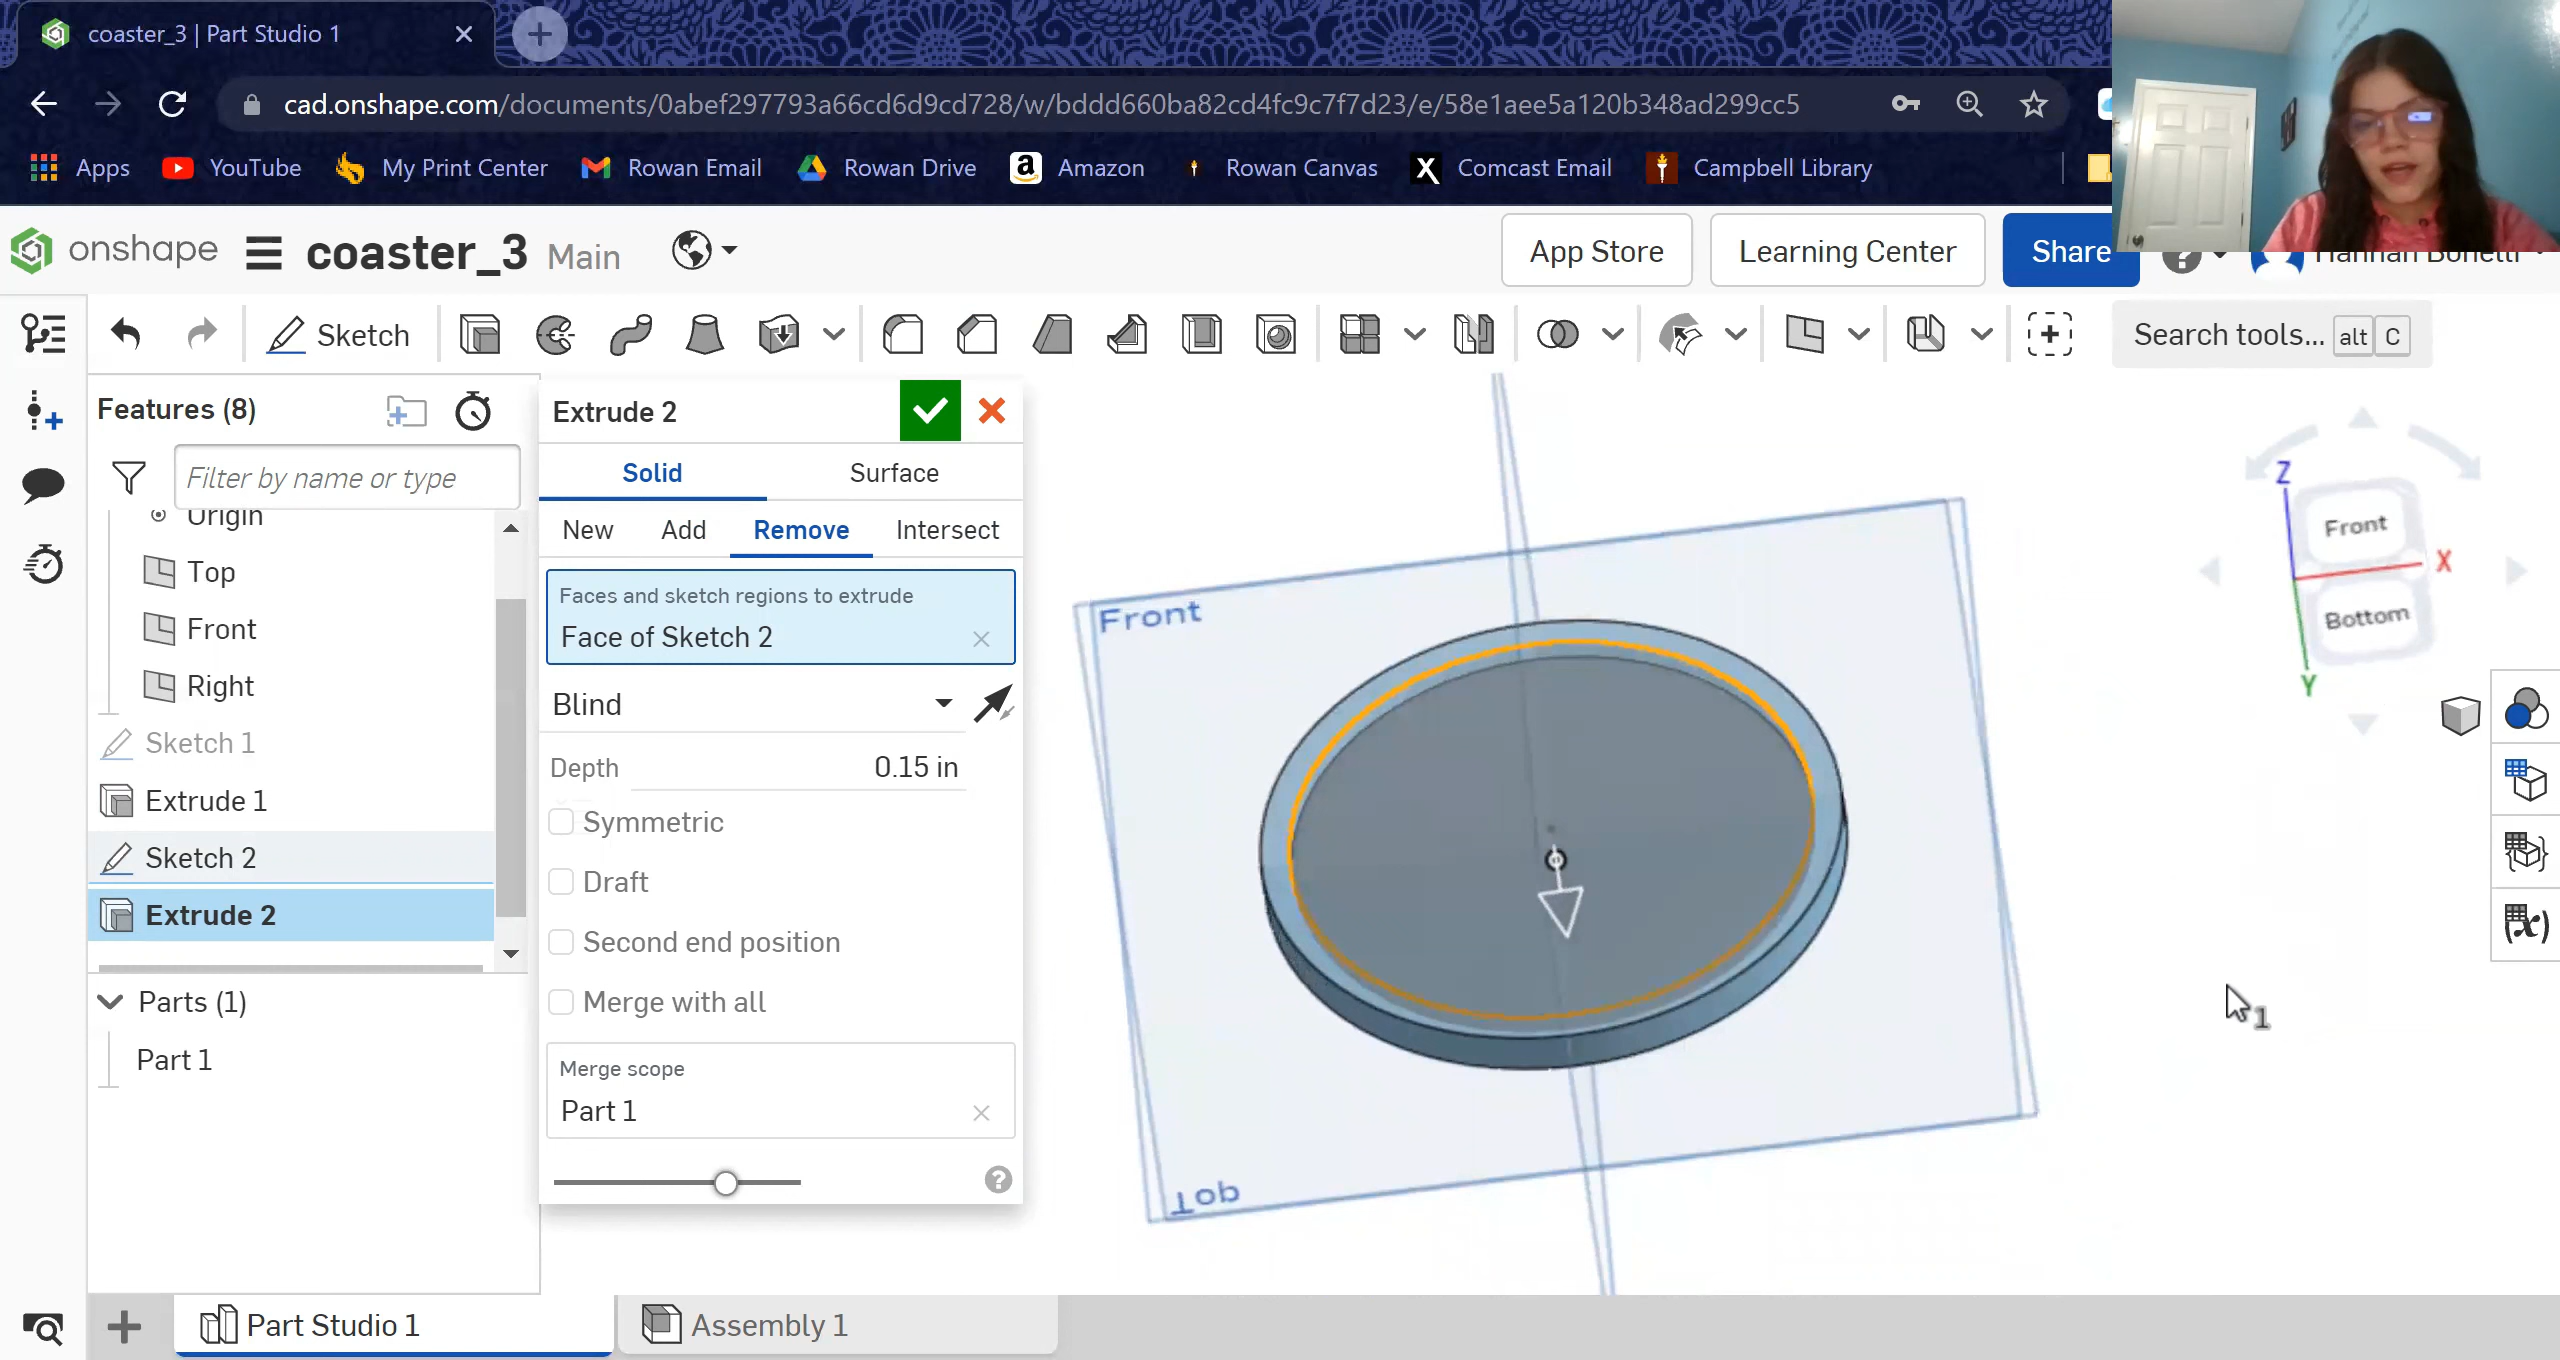 coaster_3 | Part Studio 1
cad.onshape.com/documents/0abef297793a66cd6d9cd728/w/bddd660ba82cd4fc9c7f7d23/e/58e1aee5a120b348ad299cc5
Apps YouTube My Print Center Rowan Email Rowan Drive Amazon Rowan Canvas Comcast Email Campbell Library
onshape coaster_3 Main App Store Learning Center Share Hannah Bonetti
Sketch Search tools... alt C
Features (8)
Filter by name or type
Origin
Top
Front
Right
Sketch 1
Extrude 1
Sketch 2
Extrude 2
Parts (1)
Part 1
Extrude 2
Solid Surface
New Add Remove Intersect
Faces and sketch regions to extrude
Face of Sketch 2
Blind
Depth 0.15 in
Symmetric
Draft
Second end position
Merge with all
Merge scope
Part 1
Front
Top
Z
Front
X
Bottom
Y
1
Part Studio 1 Assembly 1